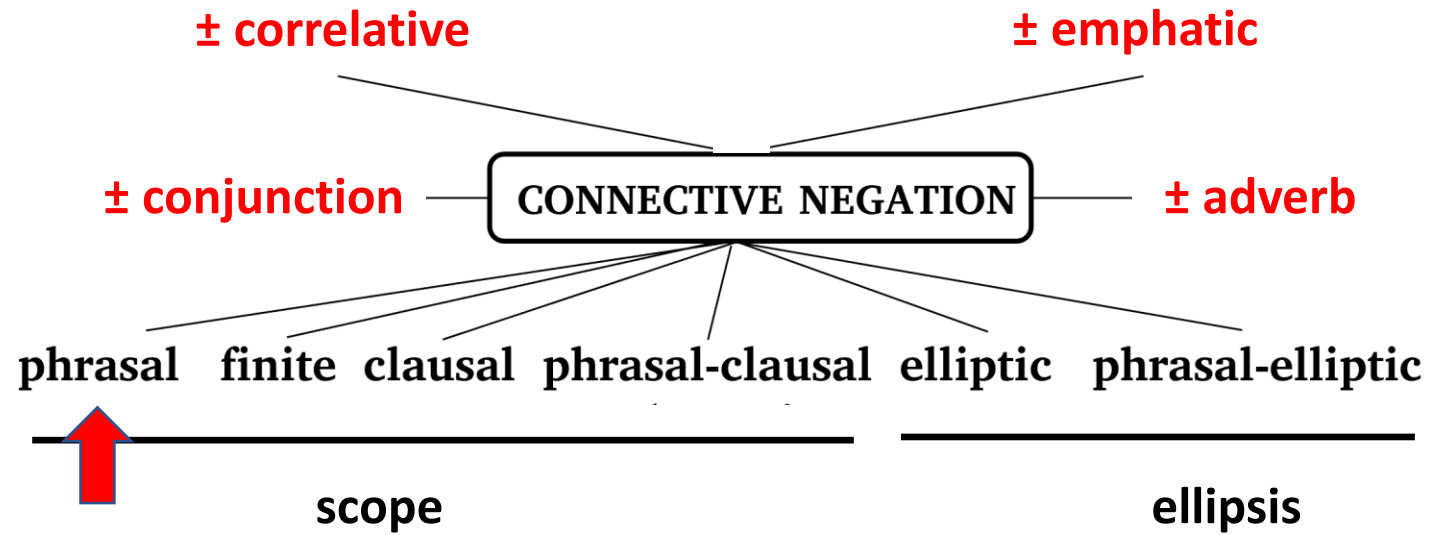 ± correlative ± emphatic
± conjunction CONNECTIVE NEGATION ± adverb
phrasal finite clausal phrasal-clausal elliptic phrasal-elliptic
scope ellipsis